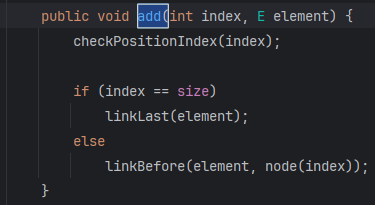 public void add(int index, E element) {
    checkPositionIndex(index);

    if (index == size)
        linkLast(element);
    else
        linkBefore(element, node(index));
}